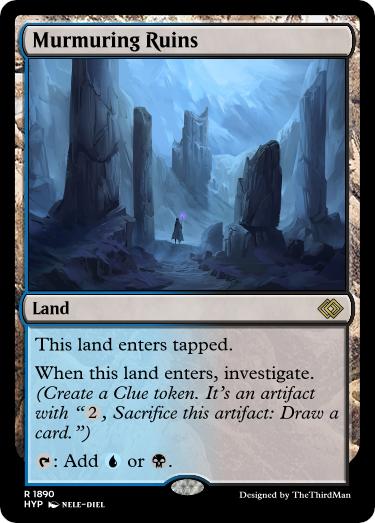 Murmuring Ruins
Land
This land enters tapped.
When this land enters, investigate.
(Create a Clue token. It's an artifact
with “2, Sacrifice this artifact: Draw a
card.”)
: Add or .
R 1890
HYP NELE-DIEL
Designed by TheThirdMan